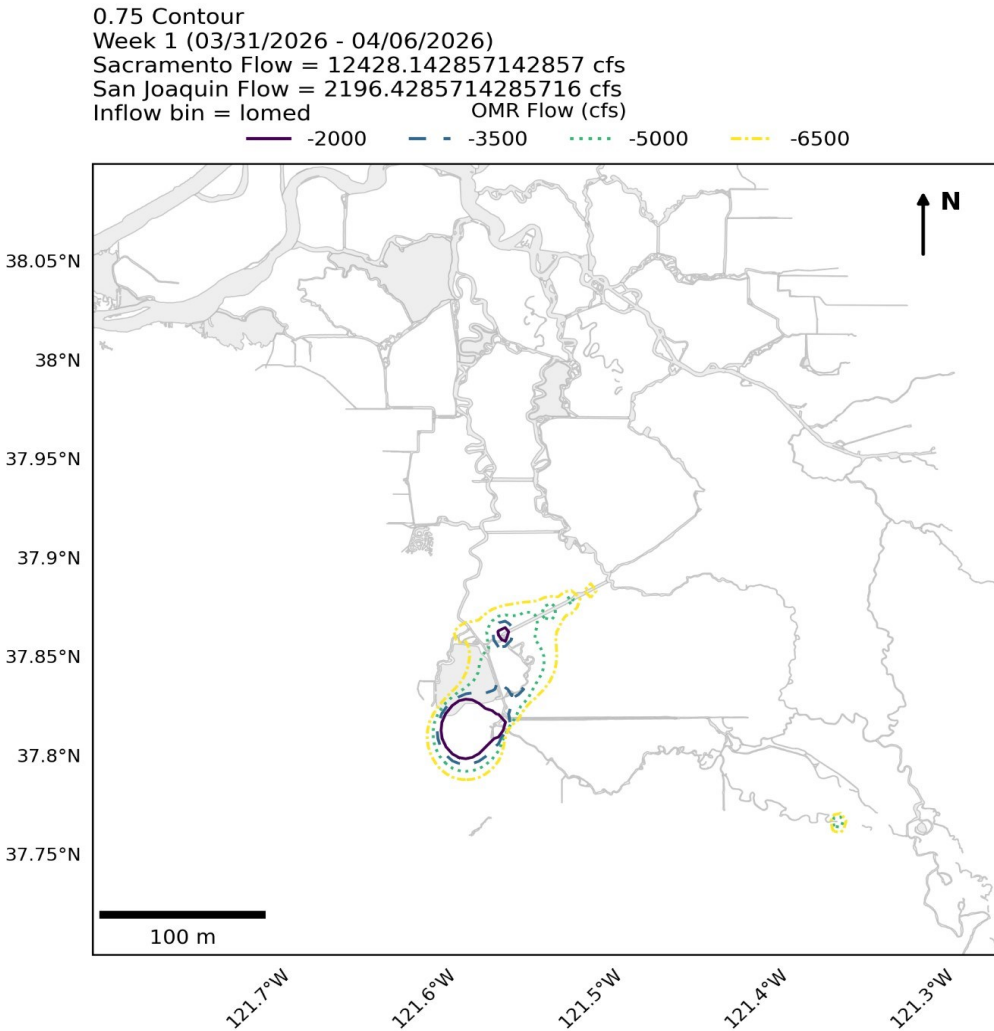 0.75 Contour
Week 1 (03/31/2026 - 04/06/2026)
Sacramento Flow = 12428.142857142857 cfs
San Joaquin Flow = 2196.4285714285716 cfs
Inflow bin = lomed
OMR Flow (cfs)
-2000 -3500 -5000 -6500
N
38.05°N
38°N
37.95°N
37.9°N
37.85°N
37.8°N
37.75°N
100 m
121.7°W 121.6°W 121.5°W 121.4°W 121.3°W